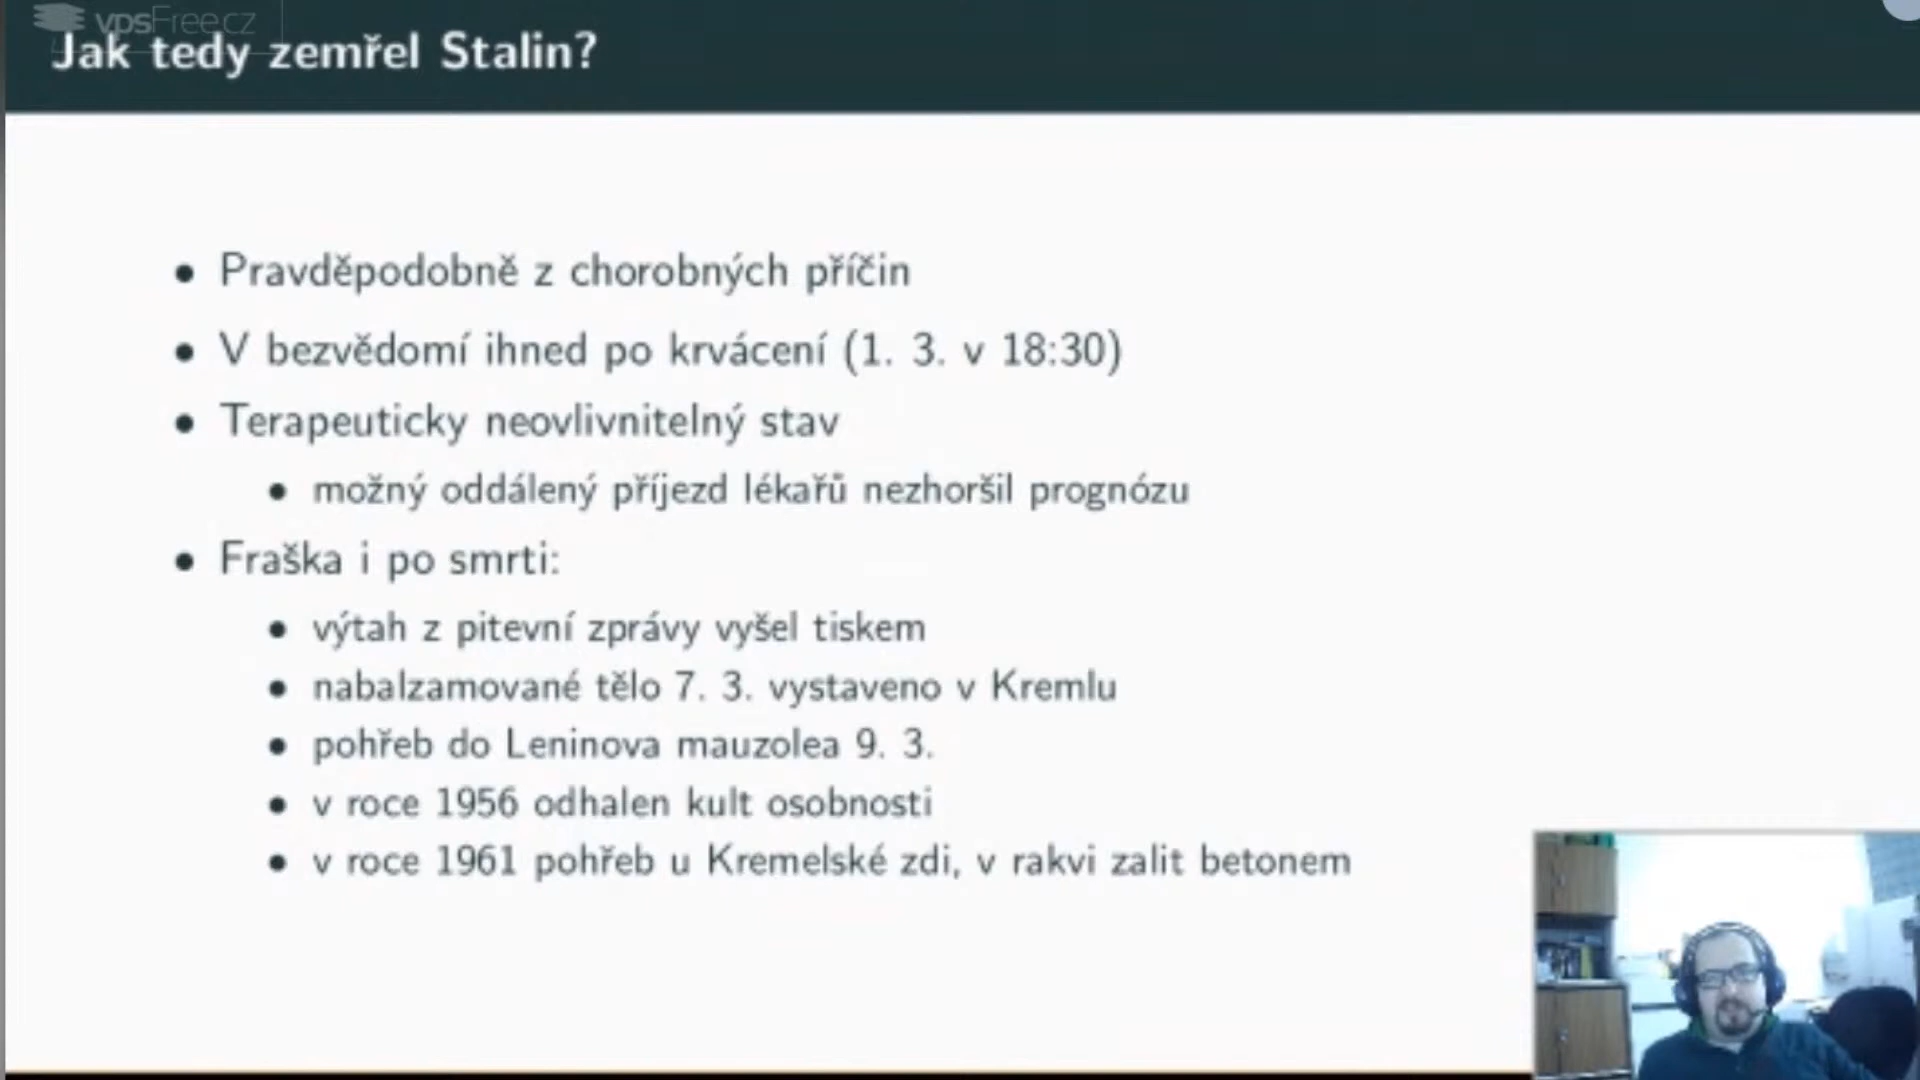 vpsFree.cz
Jak tedy zemřel Stalin?
• Pravděpodobně z chorobných příčin
• V bezvědomí ihned po krvácení (1. 3. v 18:30)
• Terapeuticky neovlivnitelný stav
• možný oddálený příjezd lékařů nezhoršil prognózu
• Fraška i po smrti:
• výtah z pitevní zprávy vyšel tiskem
• nabalzamované tělo 7. 3. vystaveno v Kremlu
• pohřeb do Leninova mauzolea 9. 3.
• v roce 1956 odhalen kult osobnosti
• v roce 1961 pohřeb u Kremelské zdi, v rakvi zalit betonem